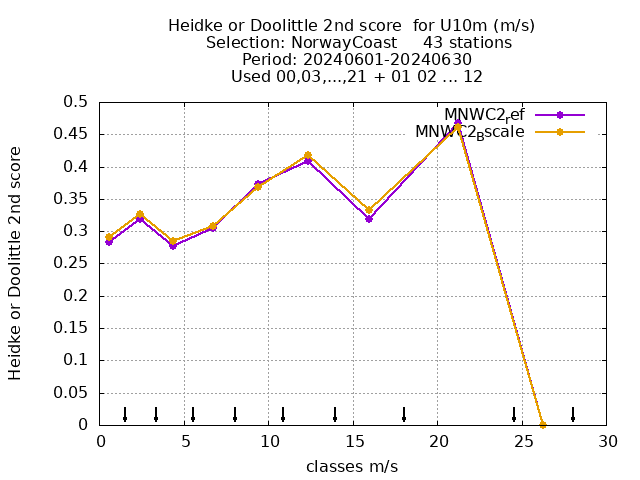 Heidke or Doolittle 2nd score  for U10m (m/s)
Selection: NorwayCoast     43 stations
Period: 20240601-20240630
Used 00,03,...,21 + 01 02 ... 12
MNWC2_ref
MNWC2_Bscale
Heidke or Doolittle 2nd score
0.5
0.45
0.4
0.35
0.3
0.25
0.2
0.15
0.1
0.05
0
0 5 10 15 20 25 30
classes m/s